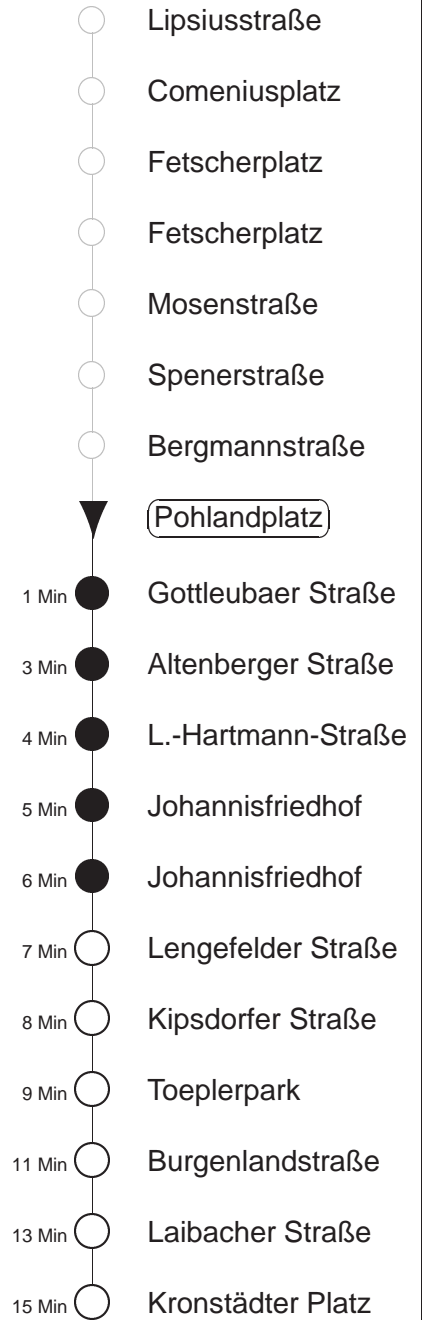 Lipsiusstraße
Comeniusplatz
Fetscherplatz
Fetscherplatz
Mosenstraße
Spenerstraße
Bergmannstraße
Pohlandplatz
1 Min Gottleubaer Straße
3 Min Altenberger Straße
4 Min L.-Hartmann-Straße
5 Min Johannisfriedhof
6 Min Johannisfriedhof
7 Min Lengefelder Straße
8 Min Kipsdorfer Straße
9 Min Toeplerpark
11 Min Burgenlandstraße
13 Min Laibacher Straße
15 Min Kronstädter Platz